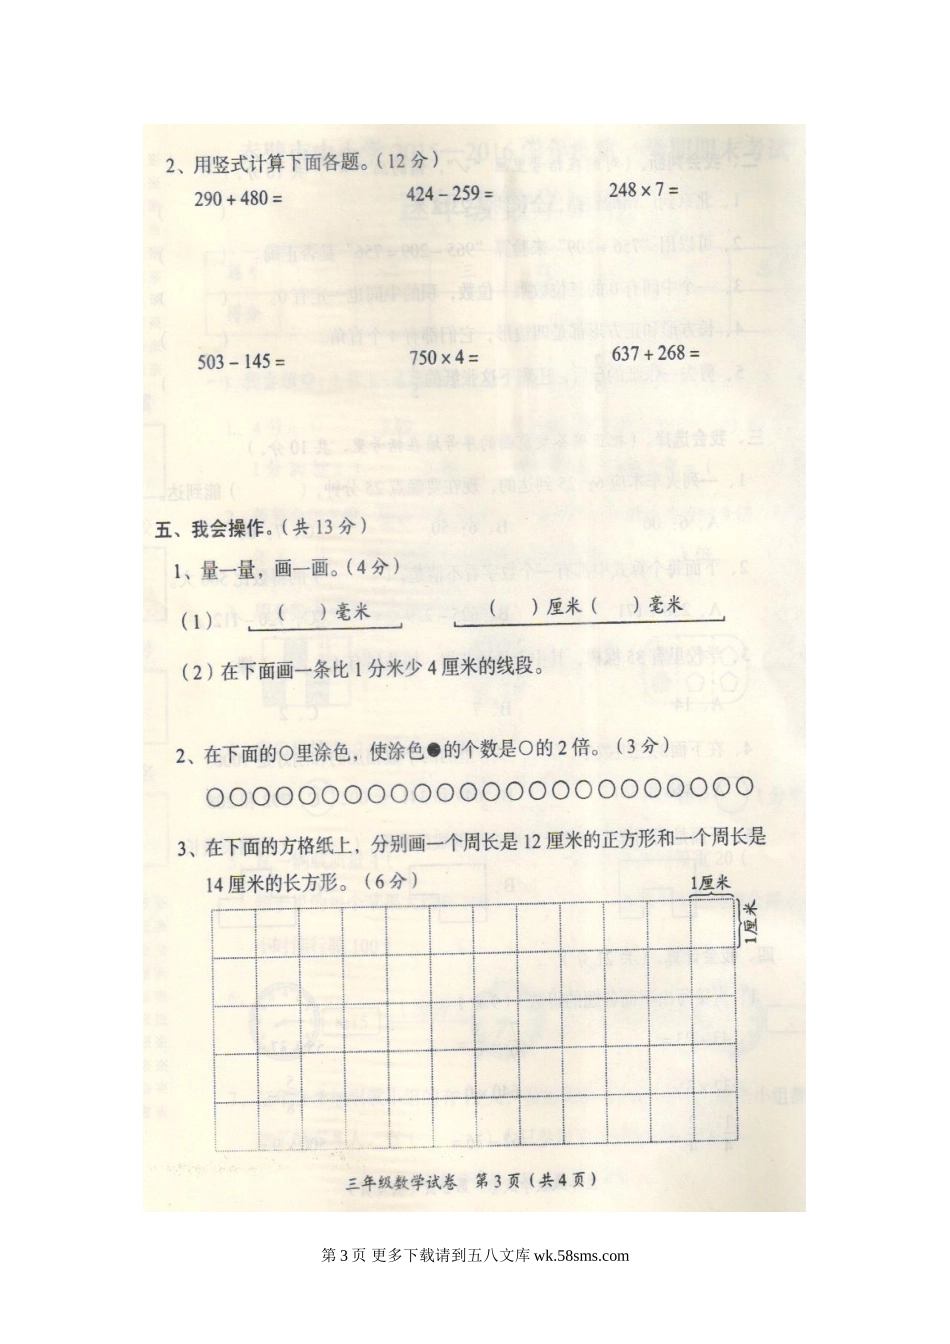 2、用竖式计算下面各题。(12分)
290+480= 424-259= 248×7=
503-145= 750×4= 637+268=
五、我会操作。(共13分)
1、量一量，画一画。(4分)
(1) ( )毫米 ( )厘米( )毫米
(2)在下面画一条比1分米少4厘米的线段。
2、在下面的○里涂色，使涂色●的个数是○的2倍。(3分)
○○○○○○○○○○○○○○○○○○○○○○○○
3、在下面的方格纸上，分别画一个周长是12厘米的正方形和一个周长是
14厘米的长方形。(6分)
1厘米
1厘米
三年级数学试卷 第3页(共4页)
第 3 页 更多下载请到五八文库 wk.58sms.com